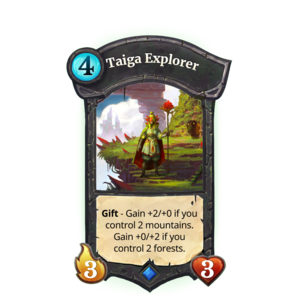 4
Taiga Explorer
Gift - Gain +2/+0 if you
control 2 mountains.
Gain +0/+2 if you
control 2 forests.
3 3